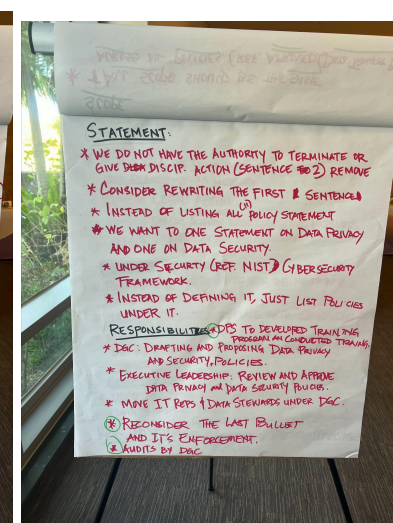 STATEMENT:
* WE DO NOT HAVE THE AUTHORITY TO TERMINATE OR
GIVE DISCIP. ACTION (SENTENCE 2) REMOVE
* CONSIDER REWRITING THE FIRST SENTENCE
* INSTEAD OF LISTING ALL POLICY STATEMENT
* WE WANT TO ONE STATEMENT ON DATA PRIVACY
AND ONE ON DATA SECURITY.
* UNDER SECURITY (REF. NIST) CYBERSECURITY
FRAMEWORK.
* INSTEAD OF DEFINING IT, JUST LIST POLICIES
UNDER IT.
RESPONSIBILITIES * TO DEVELOPED TRAINING
PROGRAM AN CONDUCTED TRAINING.
* DGC: DRAFTING AND PROPOSING DATA PRIVACY
AND SECURITY, POLICIES.
* EXECUTIVE LEADERSHIP: REVIEW AND APPROVE
DATA PRIVACY AND DATA SECURITY POLICIES.
* MOVE IT REPS & DATA STEWARDS UNDER DGC.
* RECONSIDER THE LAST BULLET
AND IT'S ENFORCEMENT.
* AUDITS BY DGC